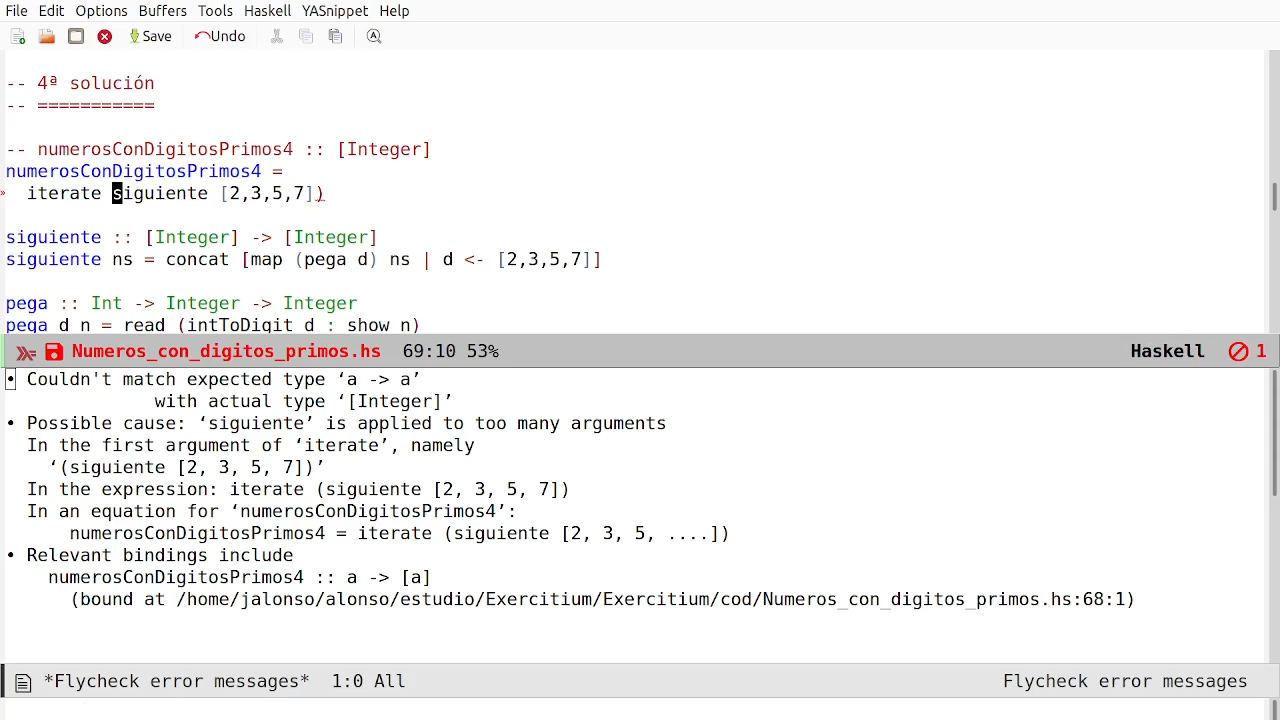 File Edit Options Buffers Tools Haskell YASnippet Help
Save Undo
-- 4ª solución
-- ===========
-- numerosConDigitosPrimos4 :: [Integer]
numerosConDigitosPrimos4 =
  iterate siguiente [2,3,5,7])
siguiente :: [Integer] -> [Integer]
siguiente ns = concat [map (pega d) ns | d <- [2,3,5,7]]
pega :: Int -> Integer -> Integer
pega d n = read (intToDigit d : show n)
Numeros_con_digitos_primos.hs 69:10 53% Haskell 1
• Couldn't match expected type ‘a -> a’
              with actual type ‘[Integer]’
• Possible cause: ‘siguiente’ is applied to too many arguments
  In the first argument of ‘iterate’, namely
    ‘(siguiente [2, 3, 5, 7])’
  In the expression: iterate (siguiente [2, 3, 5, 7])
  In an equation for ‘numerosConDigitosPrimos4’:
      numerosConDigitosPrimos4 = iterate (siguiente [2, 3, 5, ....])
• Relevant bindings include
    numerosConDigitosPrimos4 :: a -> [a]
      (bound at /home/jalonso/alonso/estudio/Exercitium/Exercitium/cod/Numeros_con_digitos_primos.hs:68:1)
*Flycheck error messages* 1:0 All Flycheck error messages